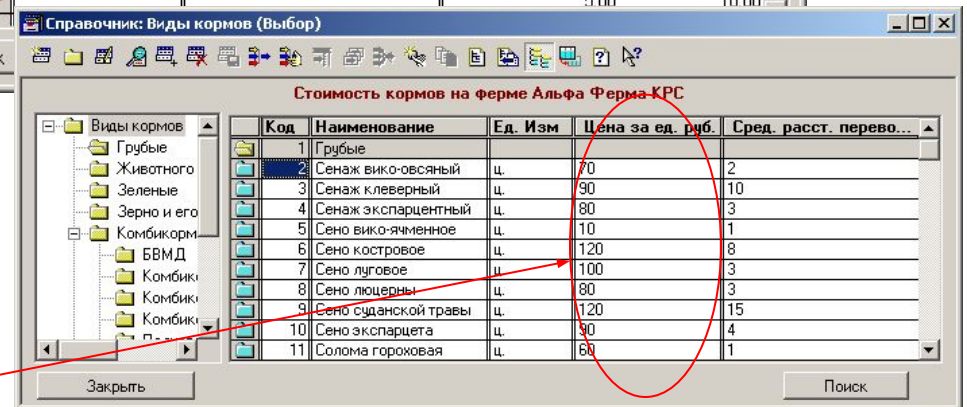 5.00 10.00
Справочник: Виды кормов (Выбор)
Стоимость кормов на ферме Альфа Ферма КРС
Виды кормов
Грубые
Животного
Зеленые
Зерно и его
Комбикорм
БВМД
Комбик
Комбик
Комбик
Код Наименование Ед. Изм Цена за ед. руб. Сред. расст. перево...
1 Грубые
2 Сенаж вико-овсяный ц. 70 2
3 Сенаж клеверный ц. 90 10
4 Сенаж экспарцентный ц. 80 3
5 Сено вико-ячменное ц. 10 1
6 Сено костровое ц. 120 8
7 Сено луговое ц. 100 3
8 Сено люцерны ц. 80 3
9 Сено суданской травы ц. 120 15
10 Сено экспарцета ц. 90 4
11 Солома гороховая ц. 60 1
Закрыть Поиск